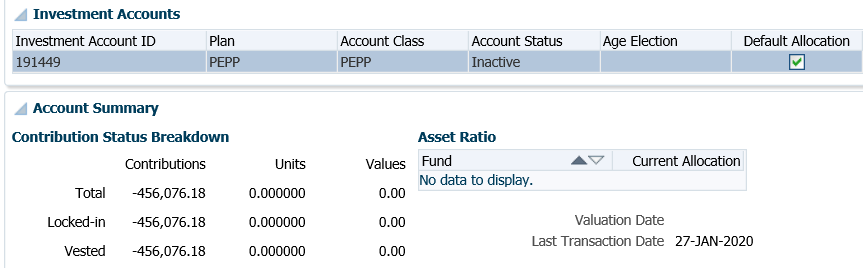 Investment Accounts
Investment Account ID Plan Account Class Account Status Age Election Default Allocation
191449 PEPP PEPP Inactive
Account Summary
Contribution Status Breakdown
Contributions Units Values
Total -456,076.18 0.000000 0.00
Locked-in -456,076.18 0.000000 0.00
Vested -456,076.18 0.000000 0.00
Asset Ratio
Fund Current Allocation
No data to display.
Valuation Date
Last Transaction Date 27-JAN-2020